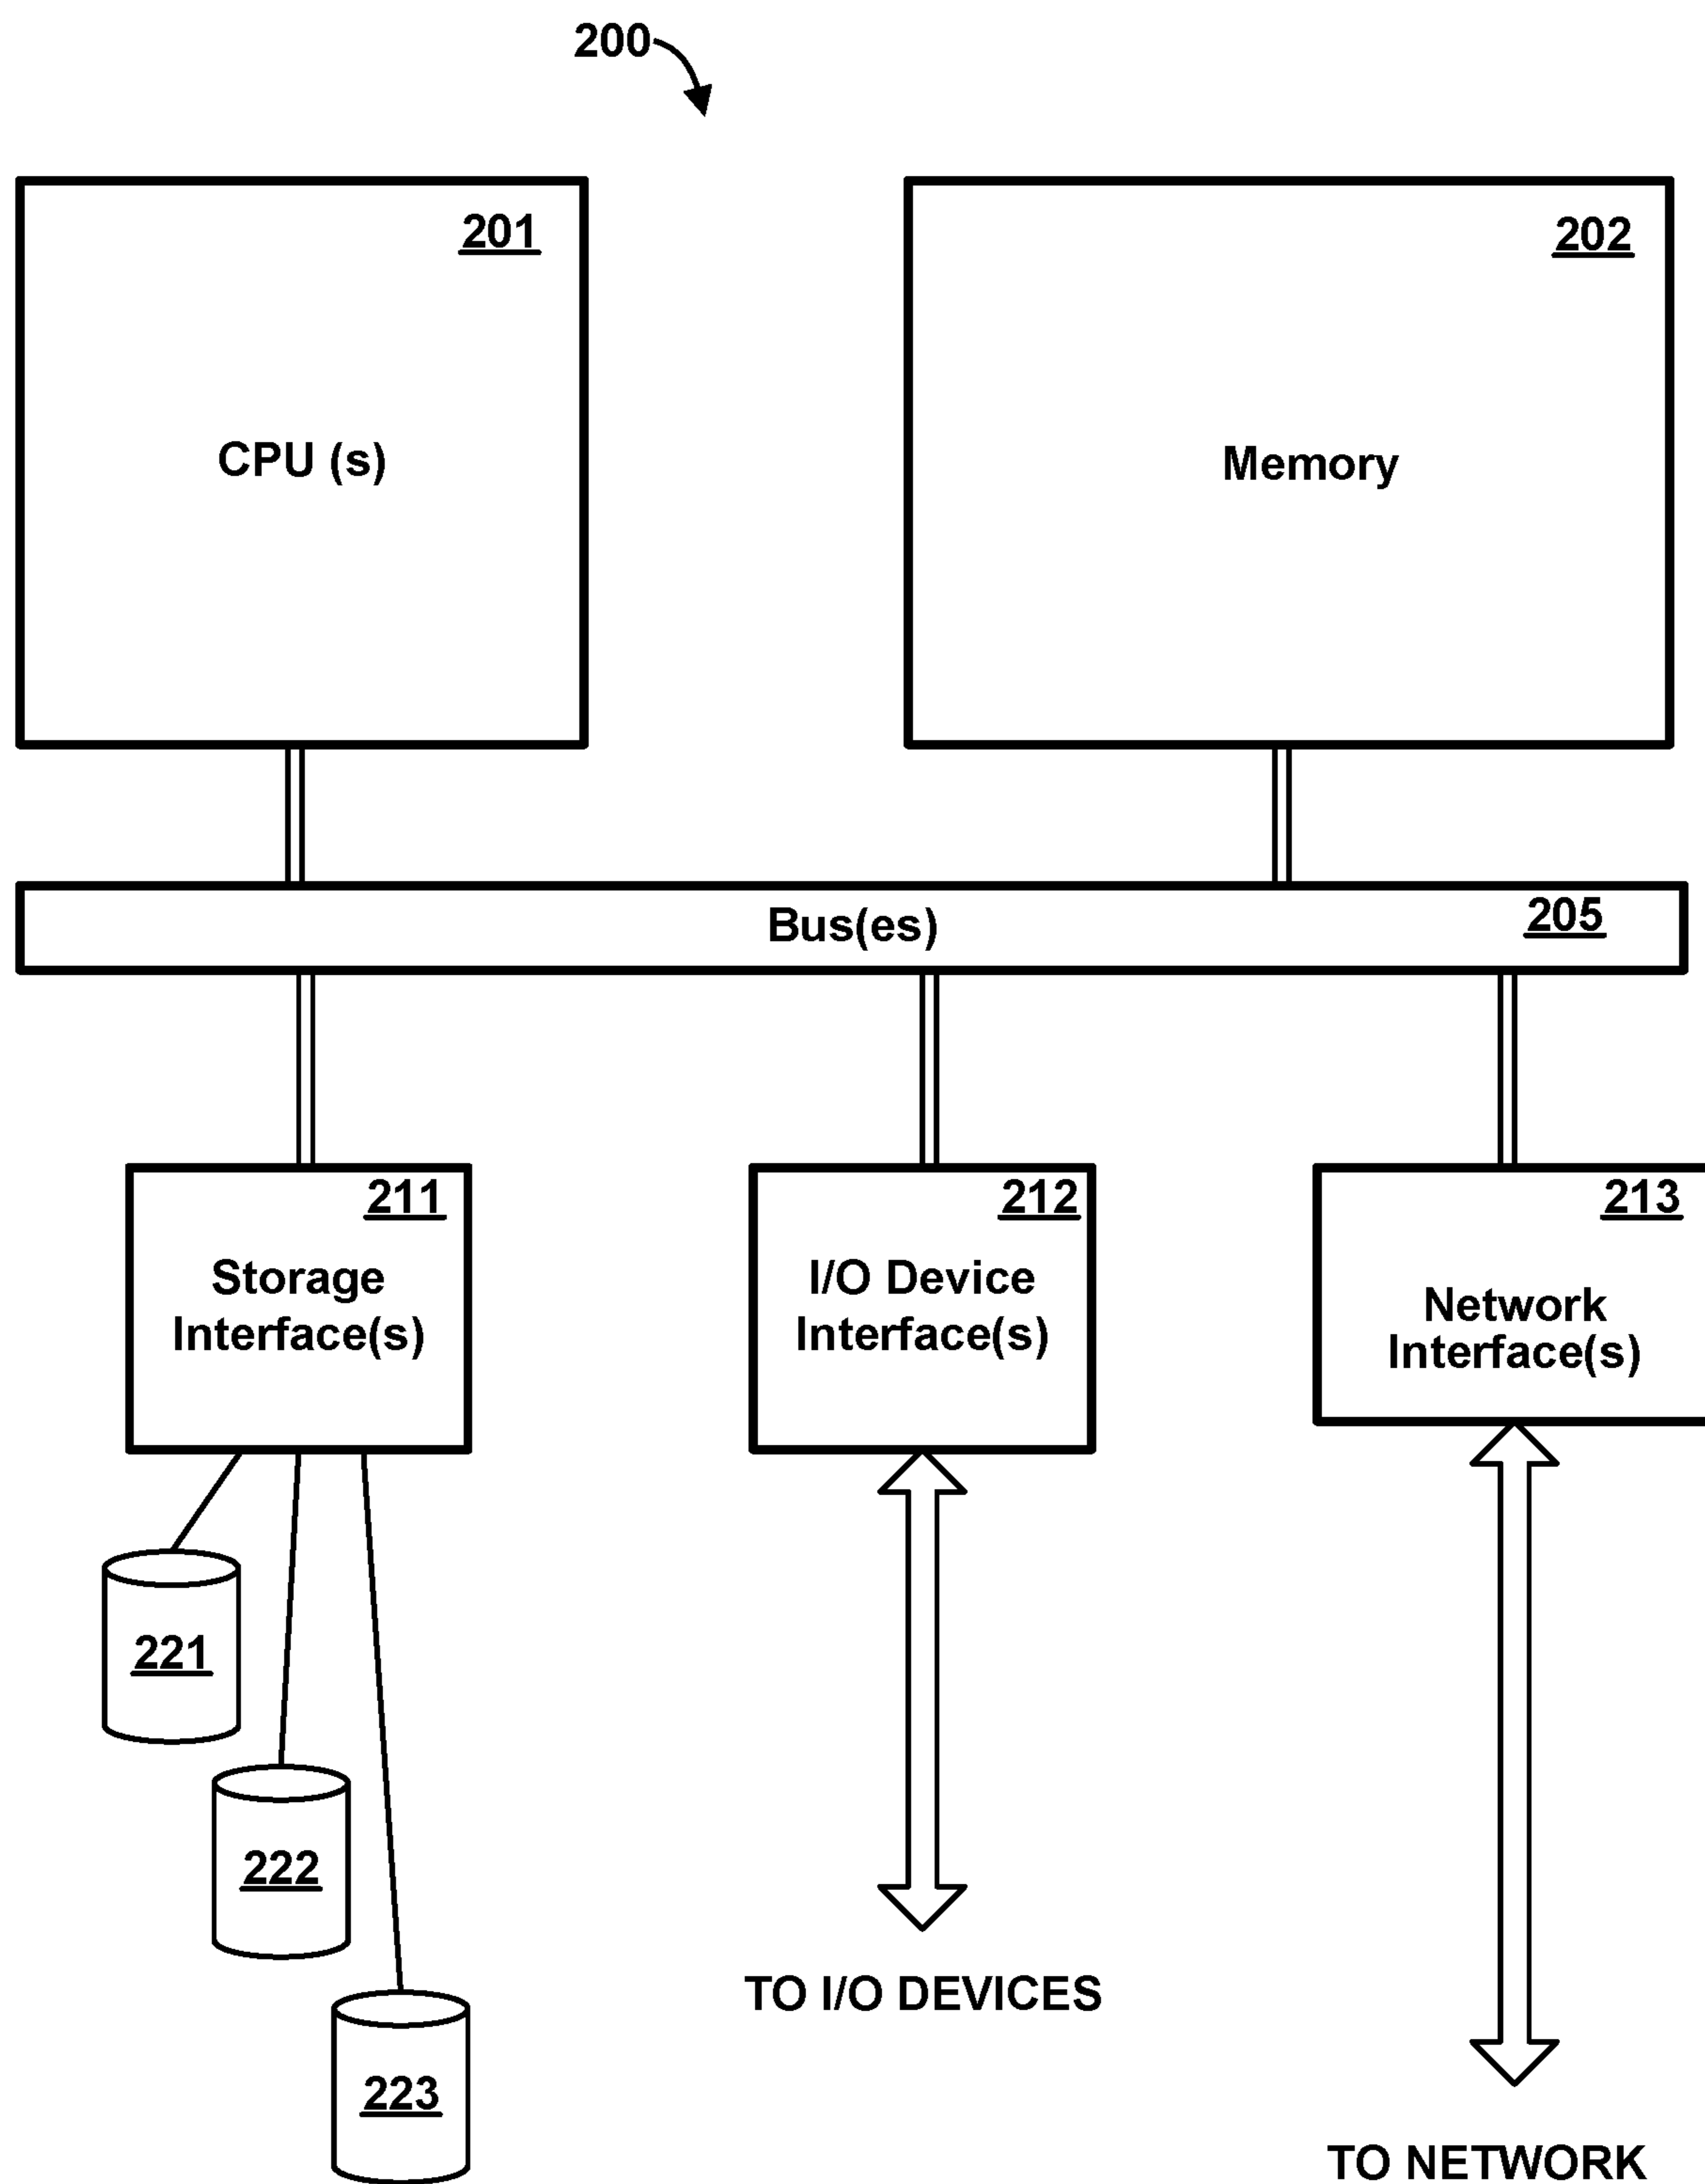 200
201
CPU (s)
202
Memory
Bus(es)
205
211
Storage
Interface(s)
212
I/O Device
Interface(s)
213
Network
Interface(s)
221
222
223
TO I/O DEVICES
TO NETWORK